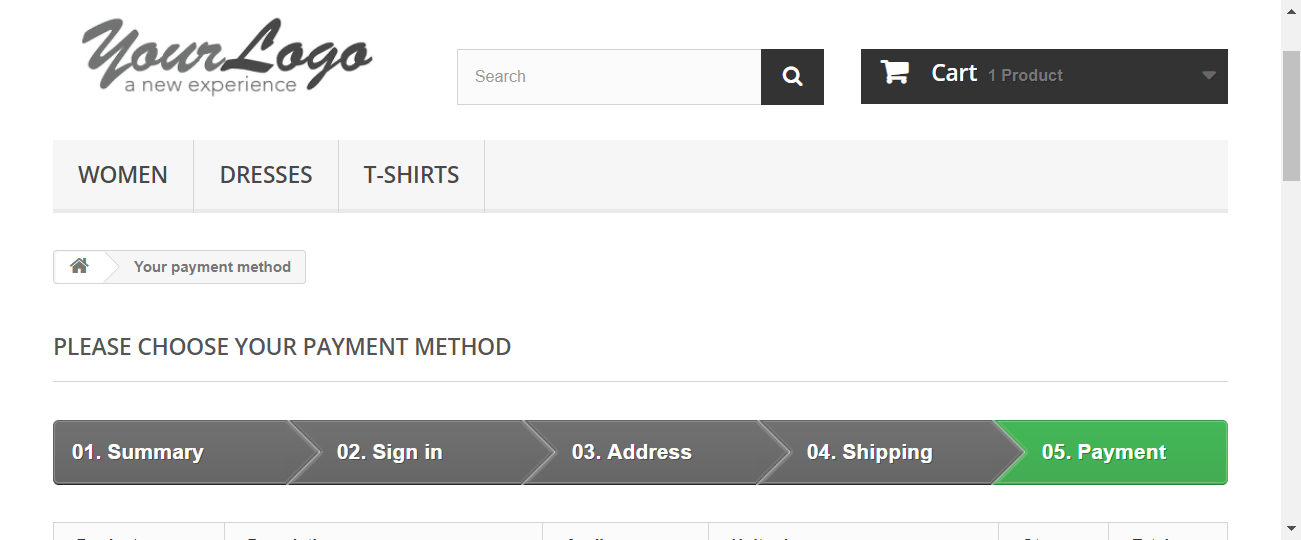 YourLogo
a new experience
Search
Cart 1 Product
WOMEN DRESSES T-SHIRTS
Your payment method
PLEASE CHOOSE YOUR PAYMENT METHOD
01. Summary 02. Sign in 03. Address 04. Shipping 05. Payment